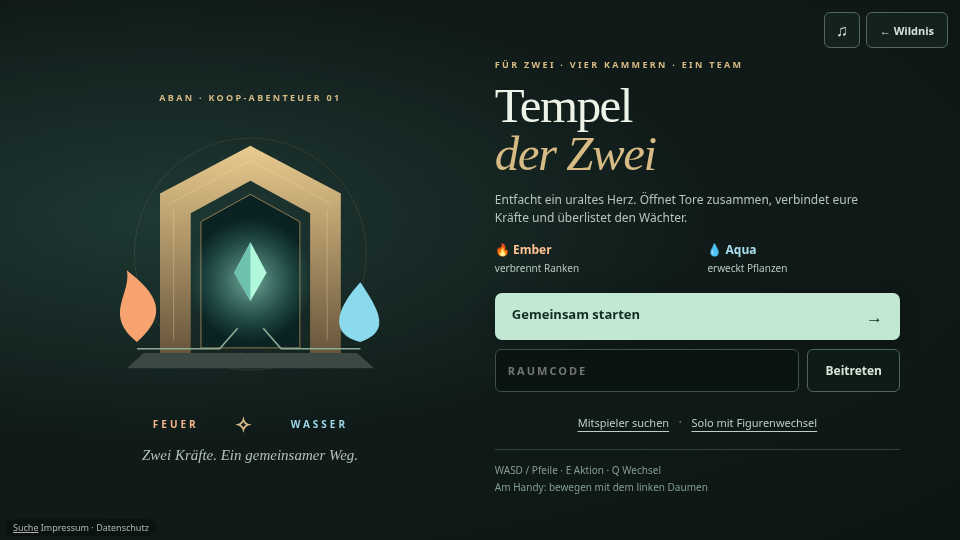 ♫
← Wildnis
ABAN · KOOP-ABENTEUER 01
FEUER
WASSER
Zwei Kräfte. Ein gemeinsamer Weg.
FÜR ZWEI · VIER KAMMERN · EIN TEAM
Tempel
der Zwei
Entfacht ein uraltes Herz. Öffnet Tore zusammen, verbindet eure
Kräfte und überlistet den Wächter.
🔥 Ember
verbrennt Ranken
💧 Aqua
erweckt Pflanzen
Gemeinsam starten →
RAUMCODE
Beitreten
Mitspieler suchen · Solo mit Figurenwechsel
WASD / Pfeile · E Aktion · Q Wechsel
Am Handy: bewegen mit dem linken Daumen
Suche Impressum · Datenschutz